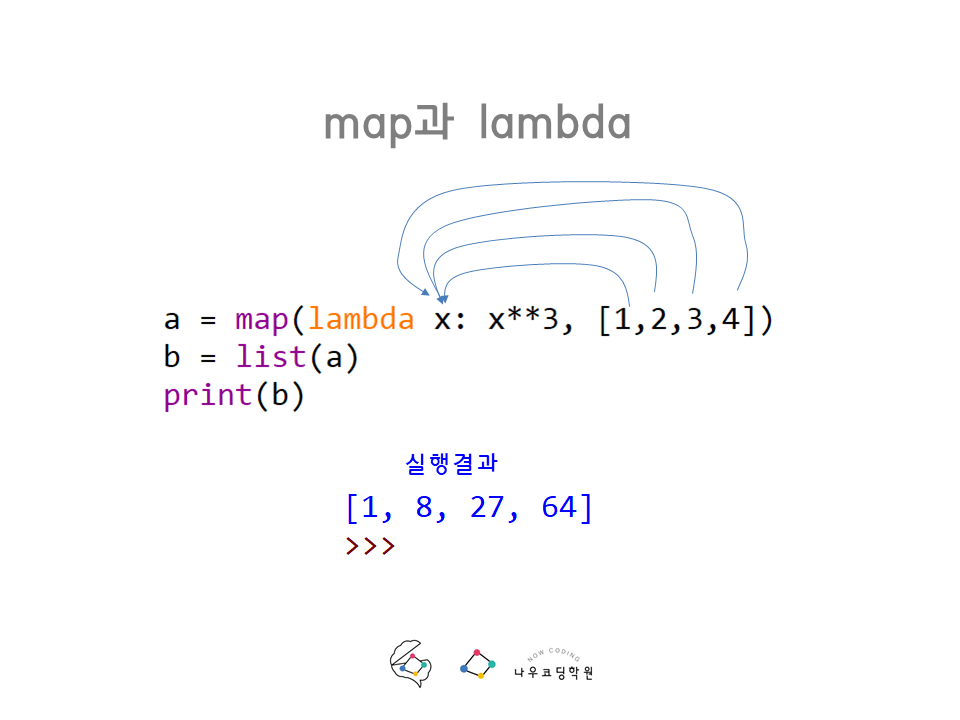 map과 lambda
a = map(lambda x: x**3, [1,2,3,4])
b = list(a)
print(b)
실행결과
[1, 8, 27, 64]
>>>
NOW CODING
나우코딩학원